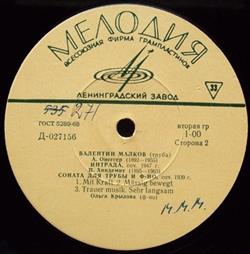 МЕЛОДИЯ
ВСЕСОЮЗНАЯ ФИРМА ГРАМПЛАСТИНОК
ЛЕНИНГРАДСКИЙ ЗАВОД
33
535 271
ГОСТ 5289-68
Д-027156
вторая гр
1-00
Сторона 2
ВАЛЕНТИН МАЛКОВ (труба)
А. Онеггер (1892—1955)
ИНТРАДА, соч. 1947 г.
П. Хиндемит (1895—1963)
СОНАТА ДЛЯ ТРУБЫ И Ф-НО, соч. 1939 г.
1. Mit Kraft. 2. Mässig bewegt
3. Trauer musik. Sehr langsam
Ольга Крылова (ф-но)
М.М.М.